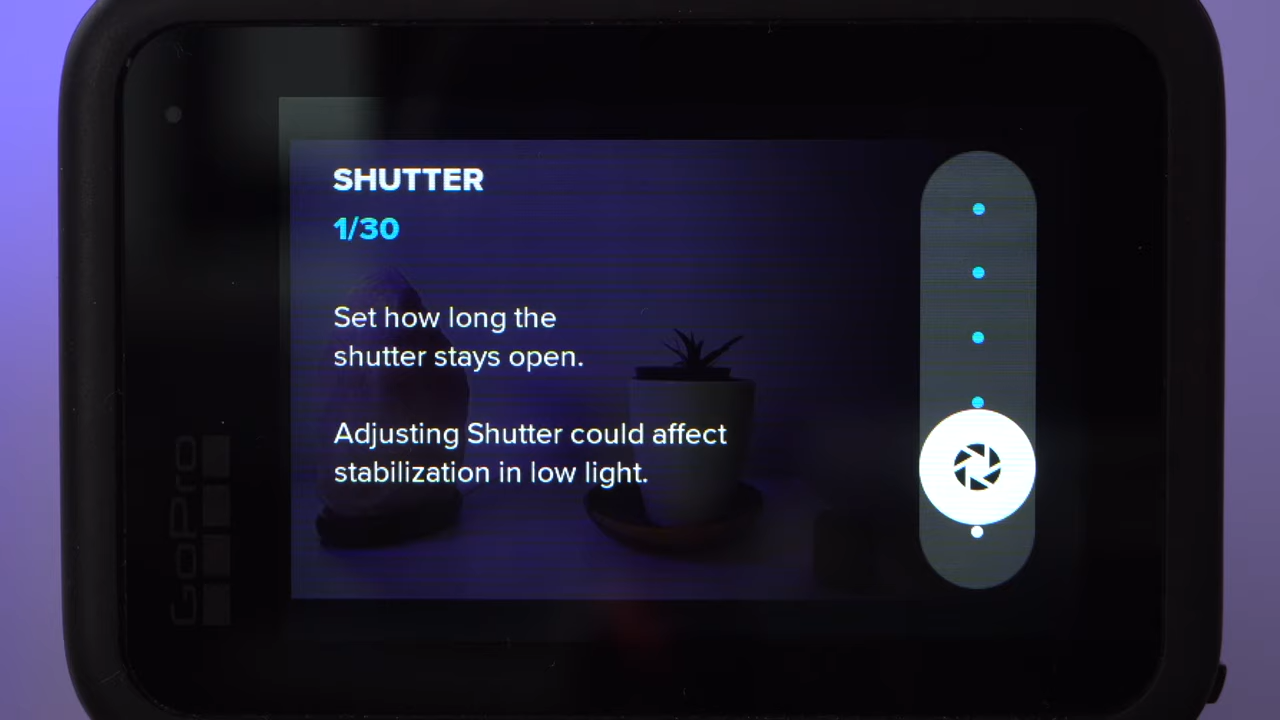 SHUTTER
1/30
Set how long the
shutter stays open.
Adjusting Shutter could affect
stabilization in low light.
GoPro